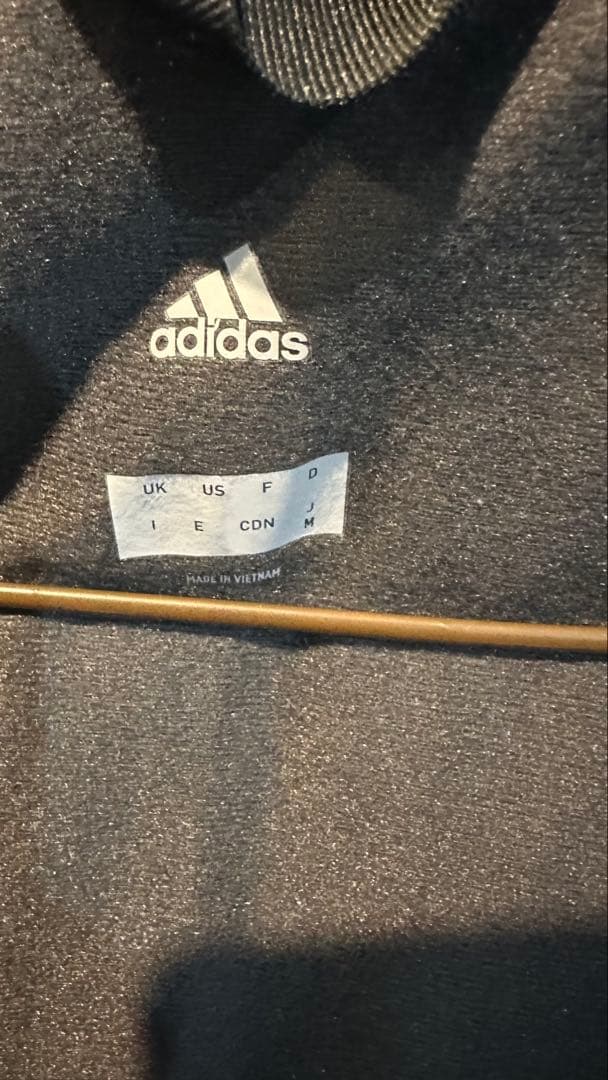 adidas
UK US F D
J
I E CDN M
MADE IN VIETNAM